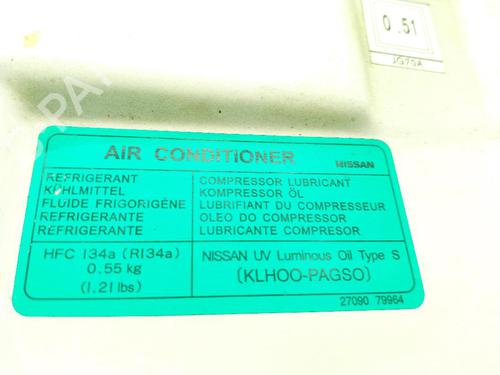 0.51
JG70A
AIR CONDITIONER
NISSAN
REFRIGERANT
KÜHLMITTEL
FLUIDE FRIGORIGÈNE
REFRIGERANTE
REFRIGERANTE
COMPRESSOR LUBRICANT
KOMPRESSOR ÖL
LUBRIFIANT DU COMPRESSEUR
OLEO DO COMPRESSOR
LUBRICANTE COMPRESOR
HFC 134a (R134a)
0.55 kg
(1.21 lbs)
NISSAN UV Luminous Oil Type S
(KLHOO-PAGSO)
27090 79964